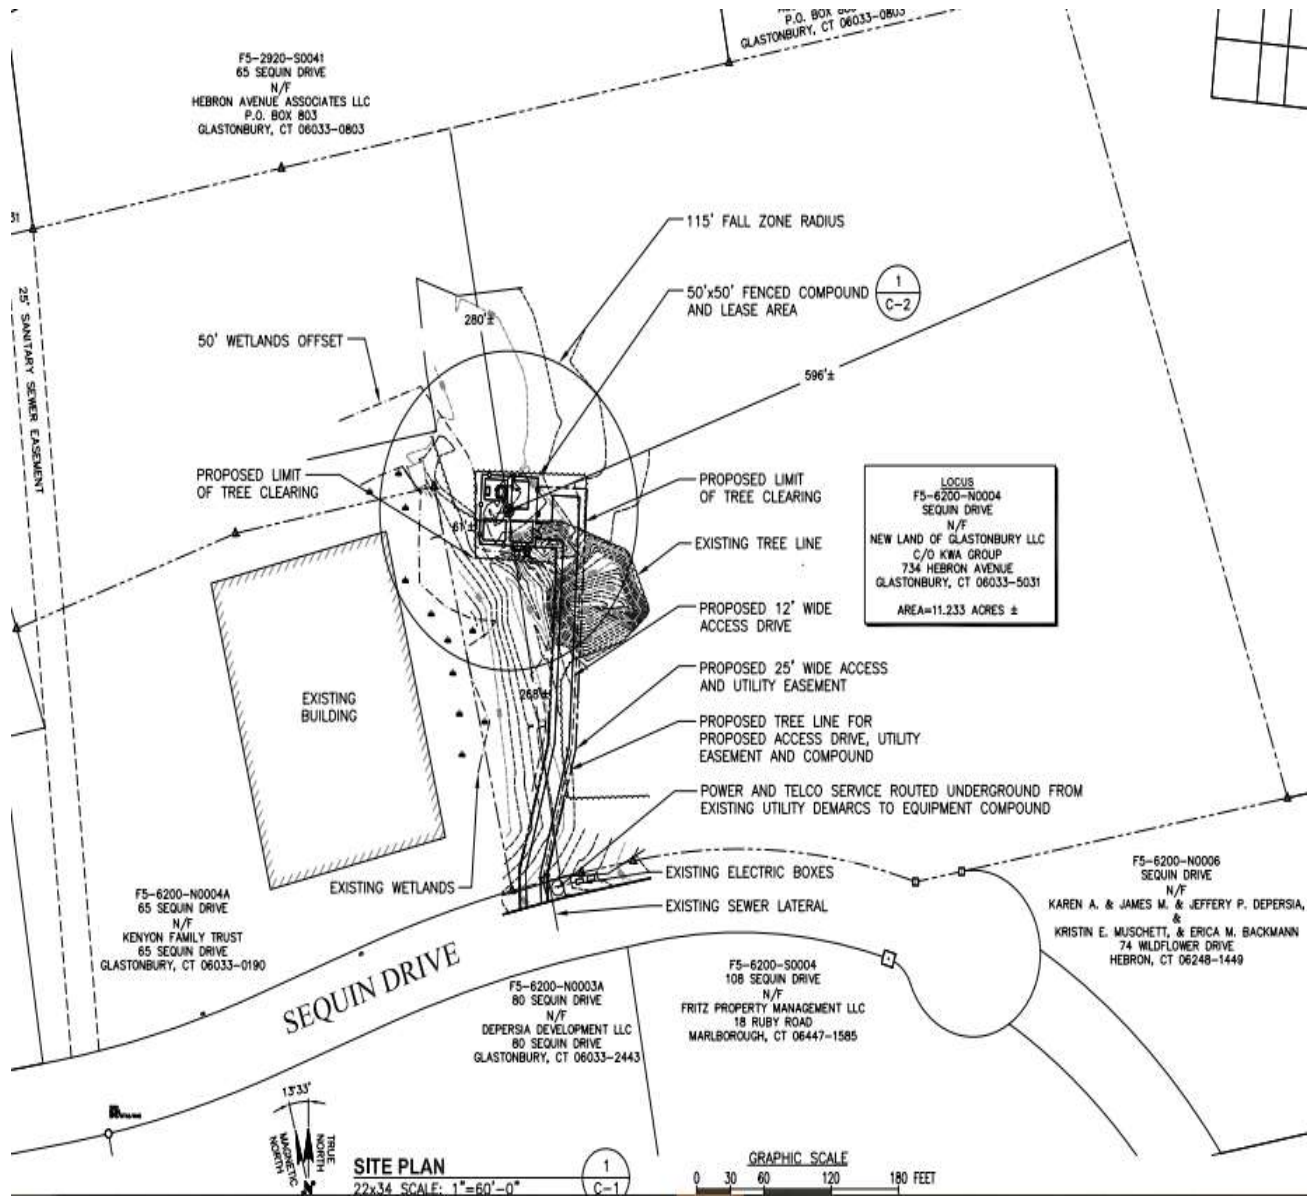 P.O. BOX 803
GLASTONBURY, CT 06033-0803
F5-2920-S0041
65 SEQUIN DRIVE
N/F
HEBRON AVENUE ASSOCIATES LLC
P.O. BOX 803
GLASTONBURY, CT 06033-0803
31
25' SANITARY SEWER EASEMENT
115' FALL ZONE RADIUS
50'x50' FENCED COMPOUND
AND LEASE AREA
1
C-2
280'±
50' WETLANDS OFFSET
596'±
PROPOSED LIMIT
OF TREE CLEARING
PROPOSED LIMIT
OF TREE CLEARING
61'±
EXISTING TREE LINE
LOCUS
F5-6200-N0004
SEQUIN DRIVE
N/F
NEW LAND OF GLASTONBURY LLC
C/O KWA GROUP
734 HEBRON AVENUE
GLASTONBURY, CT 06033-5031
AREA=11.233 ACRES ±
PROPOSED 12' WIDE
ACCESS DRIVE
PROPOSED 25' WIDE ACCESS
AND UTILITY EASEMENT
268'±
EXISTING
BUILDING
PROPOSED TREE LINE FOR
PROPOSED ACCESS DRIVE, UTILITY
EASEMENT AND COMPOUND
POWER AND TELCO SERVICE ROUTED UNDERGROUND FROM
EXISTING UTILITY DEMARCS TO EQUIPMENT COMPOUND
EXISTING WETLANDS
EXISTING ELECTRIC BOXES
EXISTING SEWER LATERAL
F5-6200-N0004A
65 SEQUIN DRIVE
N/F
KENYON FAMILY TRUST
65 SEQUIN DRIVE
GLASTONBURY, CT 06033-0190
F5-6200-N0006
SEQUIN DRIVE
N/F
KAREN A. & JAMES M. & JEFFERY P. DEPERSIA,
&
KRISTIN E. MUSCHETT, & ERICA M. BACKMANN
74 WILDFLOWER DRIVE
HEBRON, CT 06248-1449
SEQUIN DRIVE
F5-6200-N0003A
80 SEQUIN DRIVE
N/F
DEPERSIA DEVELOPMENT LLC
80 SEQUIN DRIVE
GLASTONBURY, CT 06033-2443
F5-6200-S0004
108 SEQUIN DRIVE
N/F
FRITZ PROPERTY MANAGEMENT LLC
18 RUBY ROAD
MARLBOROUGH, CT 06447-1585
13°33'
MAGNETIC
NORTH
TRUE
NORTH
N
SITE PLAN
22x34 SCALE: 1"=60'-0"
1
C-1
GRAPHIC SCALE
0 30 60 120 180 FEET